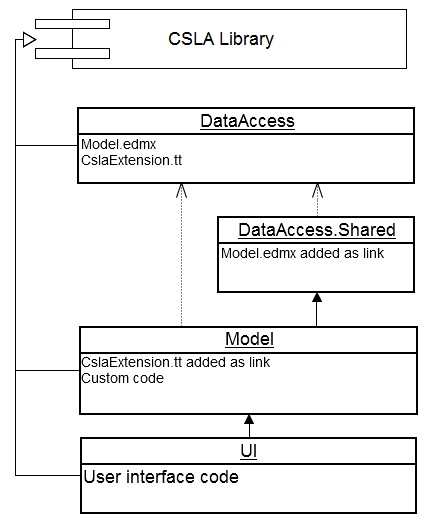 CSLA Library
DataAccess
Model.edmx
CslaExtension.tt
DataAccess.Shared
Model.edmx added as link
Model
CslaExtension.tt added as link
Custom code
UI
User interface code